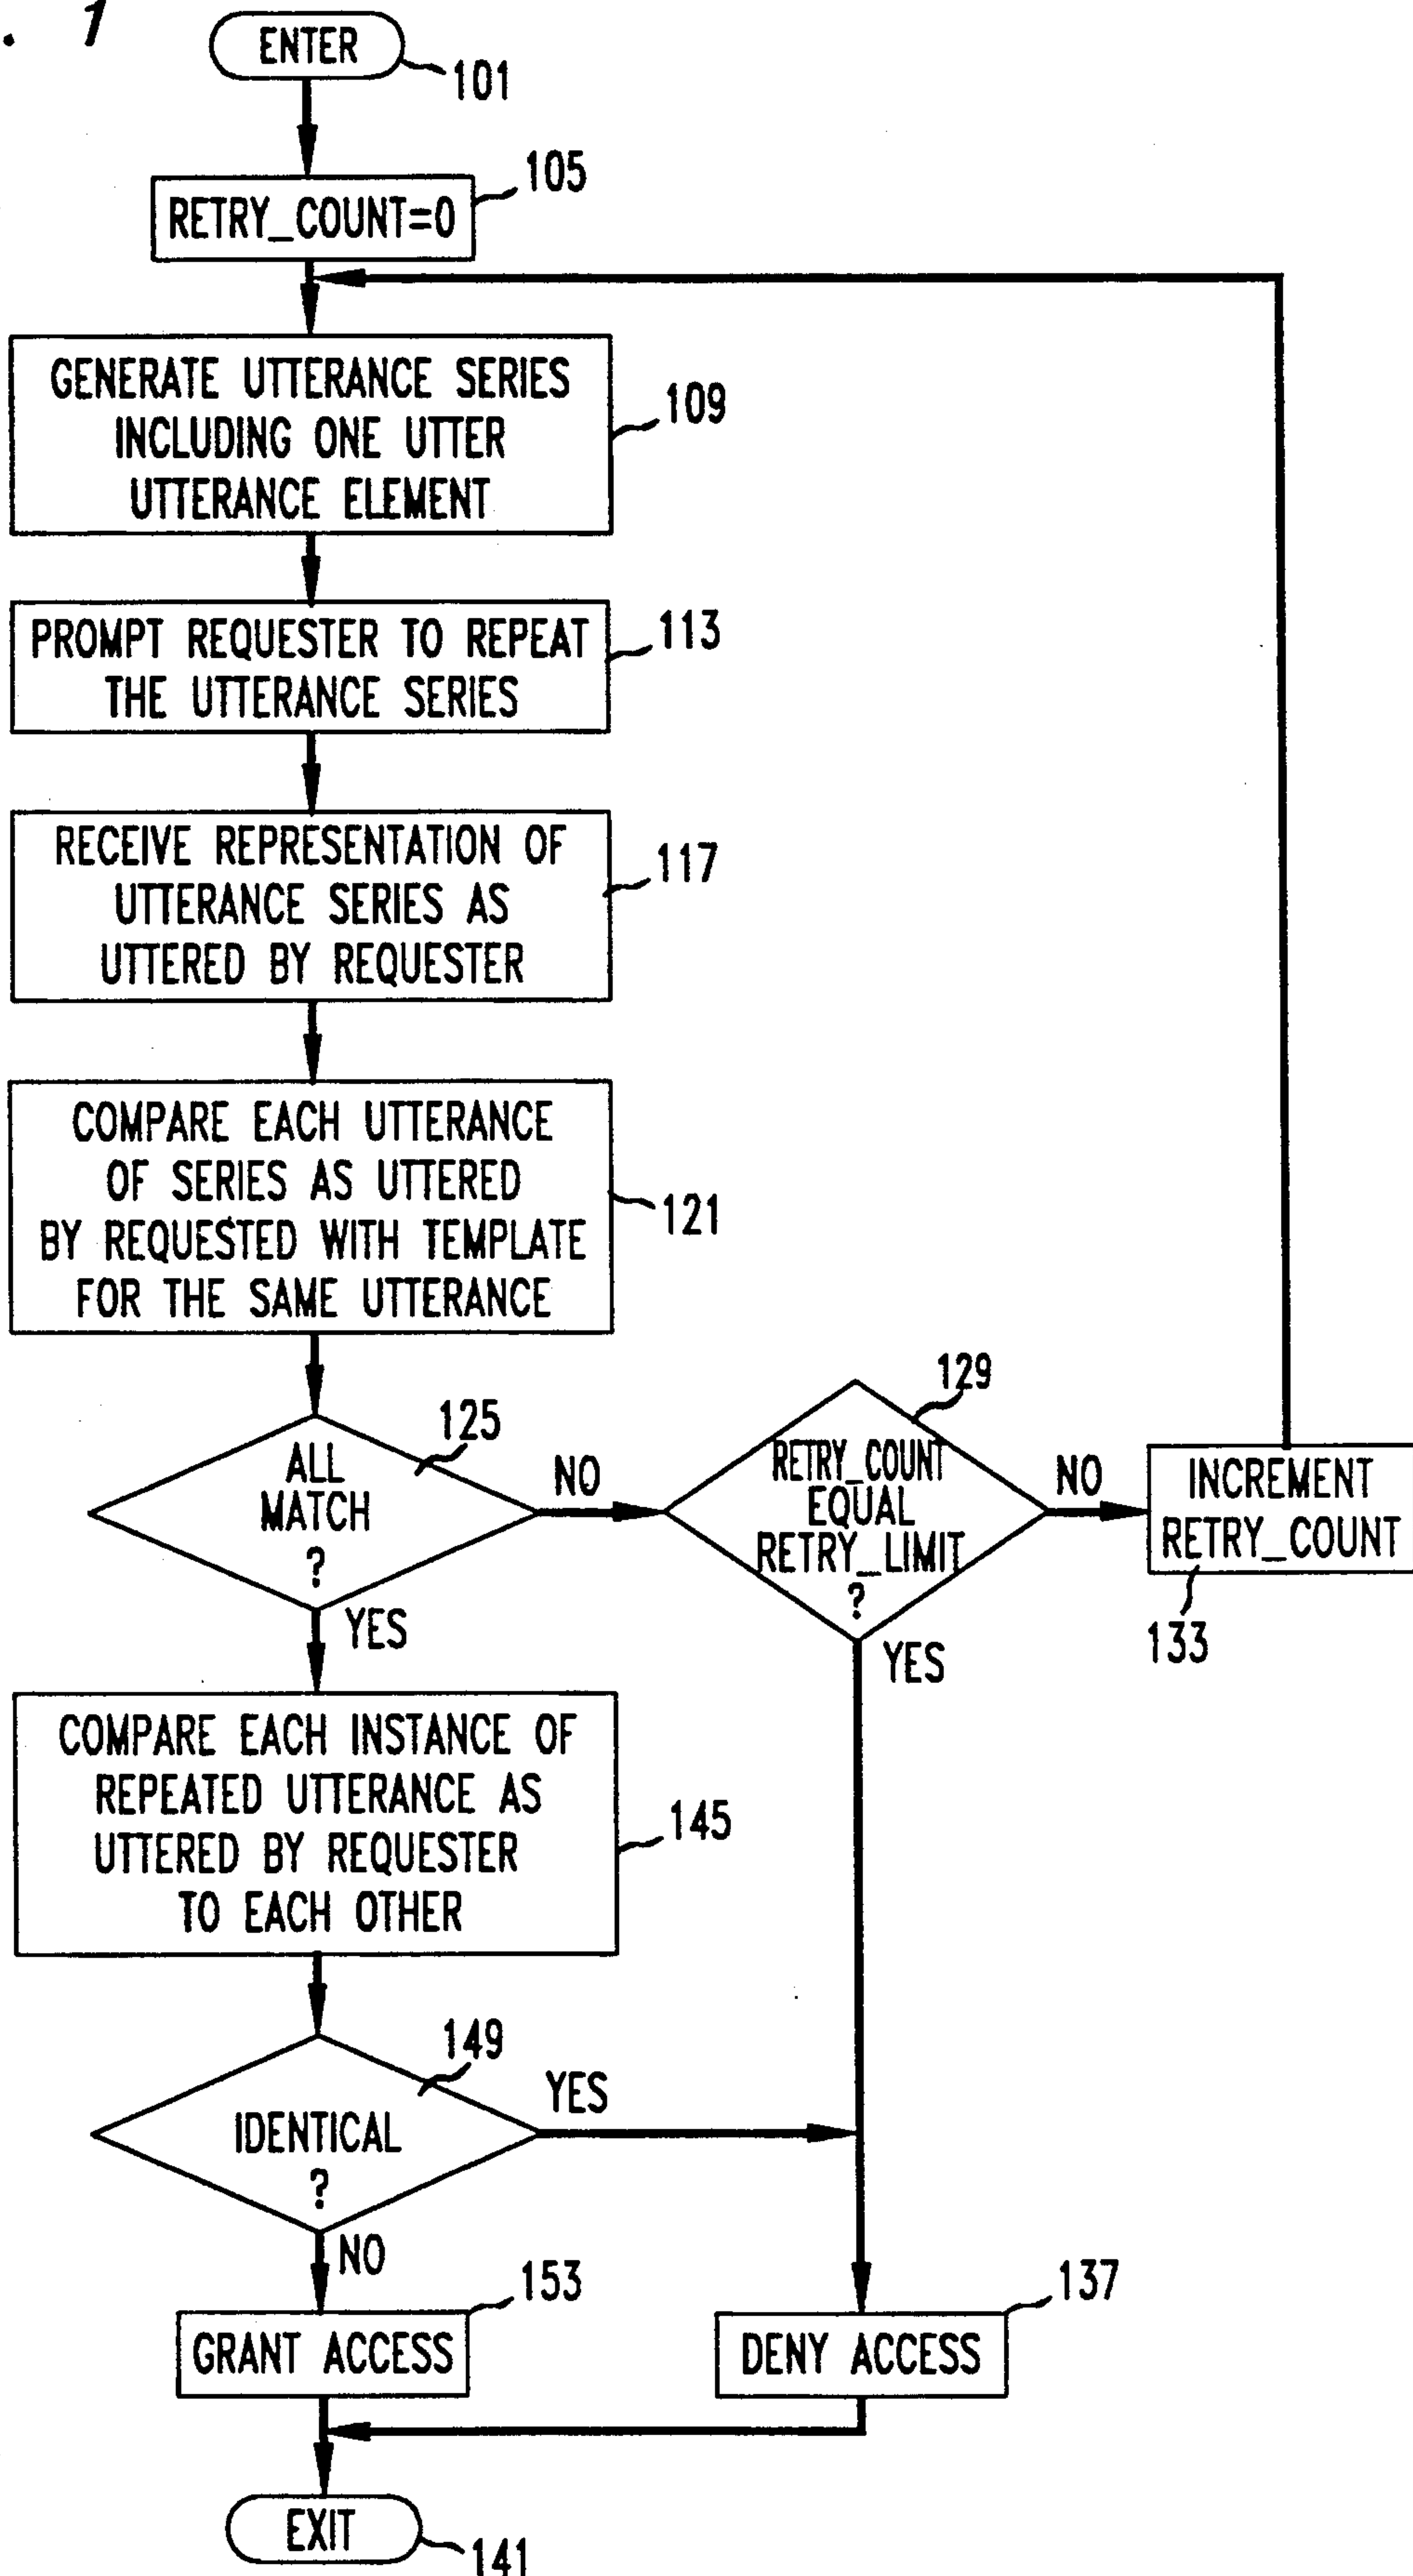 . 1
ENTER
101
105
RETRY_COUNT=0
GENERATE UTTERANCE SERIES
INCLUDING ONE UTTER
UTTERANCE ELEMENT
109
PROMPT REQUESTER TO REPEAT
THE UTTERANCE SERIES
113
RECEIVE REPRESENTATION OF
UTTERANCE SERIES AS
UTTERED BY REQUESTER
117
COMPARE EACH UTTERANCE
OF SERIES AS UTTERED
BY REQUESTED WITH TEMPLATE
FOR THE SAME UTTERANCE
121
125
ALL
MATCH
?
NO
YES
129
RETRY_COUNT
EQUAL
RETRY_LIMIT
?
NO
YES
INCREMENT
RETRY_COUNT
133
COMPARE EACH INSTANCE OF
REPEATED UTTERANCE AS
UTTERED BY REQUESTER
TO EACH OTHER
145
149
IDENTICAL
?
YES
NO
153
GRANT ACCESS
137
DENY ACCESS
EXIT
141